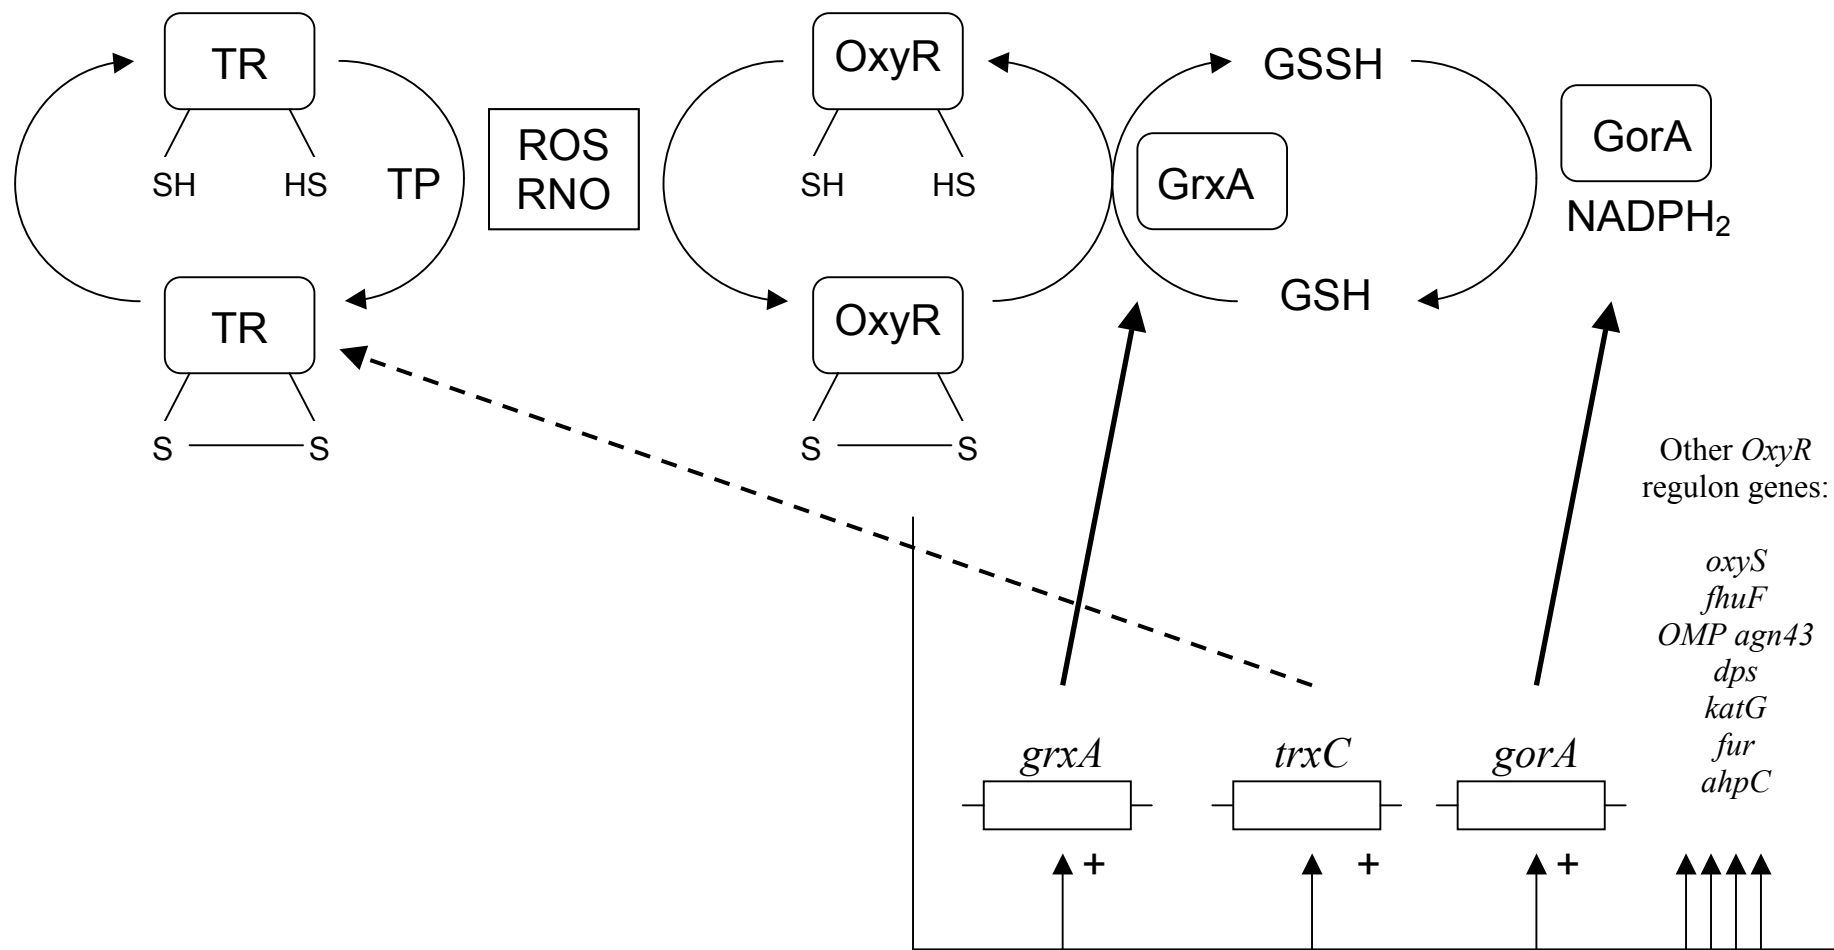 TR
SH HS
TP
TR
S S
ROS
RNO
OxyR
SH HS
OxyR
S S
GSSH
GrxA
GSH
GorA
NADPH₂
Other OxyR
regulon genes:
oxyS
fhuF
OMP agn43
dps
katG
fur
ahpC
grxA
trxC
gorA
+
+
+